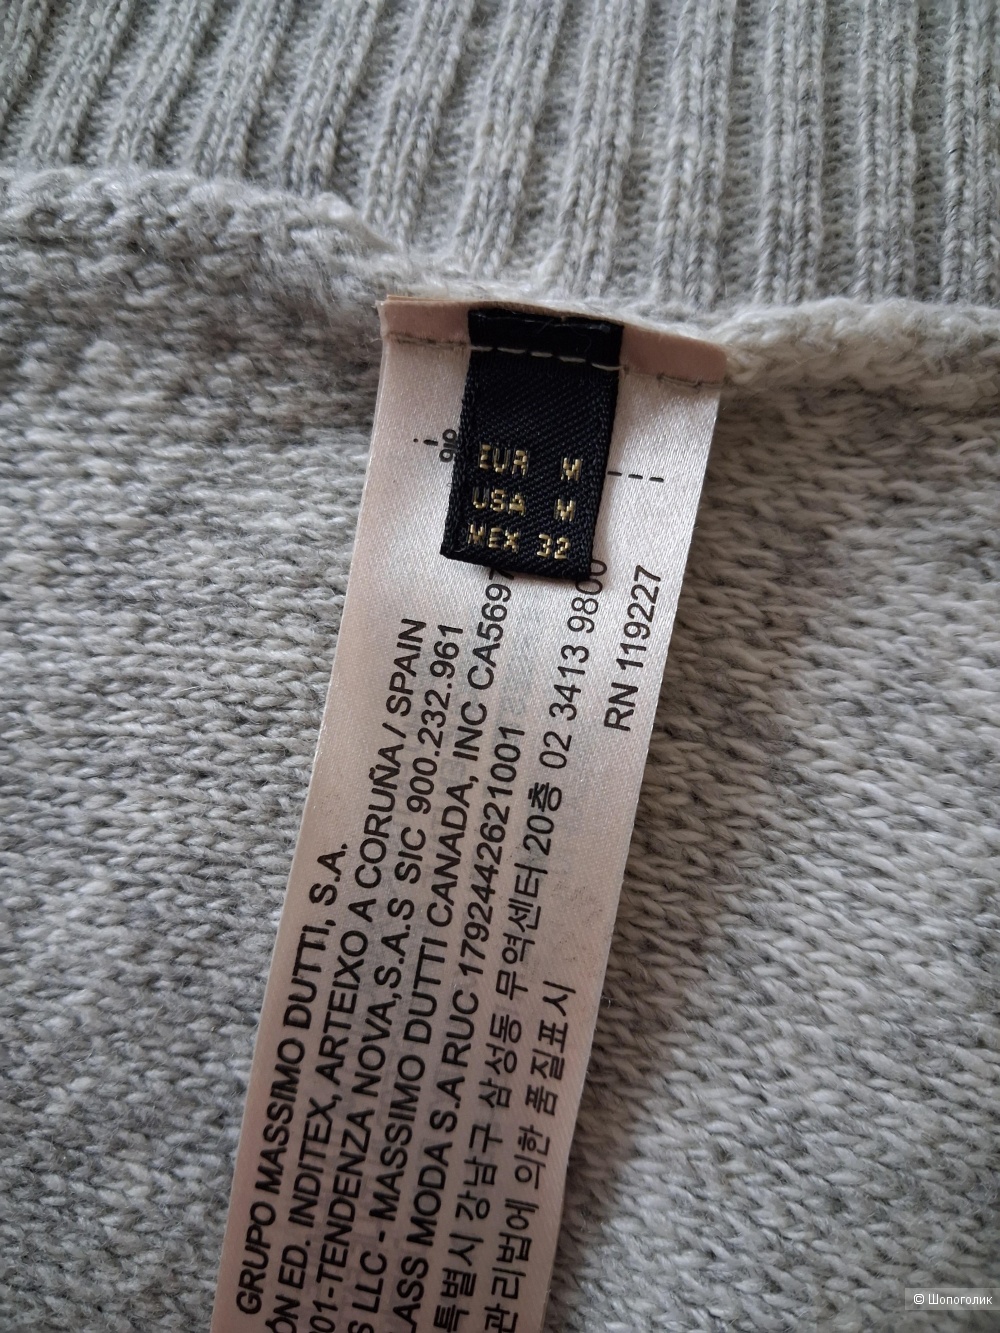 EUR M
USA M
MEX 32
GRUPO MASSIMO DUTTI, S.A.
ÓN ED. INDITEX, ARTEIXO A CORUÑA / SPAIN
01-TENDENZA NOVA,S.A.S SIC 900.232.961
S LLC - MASSIMO DUTTI CANADA, INC CA5697
LASS MODA S.A RUC 1792442621001
특별시 강남구 삼성동 무역센터 20층 02 3413 9800
관리법에 의한 품질표시
RN 119227
© Шопоголик